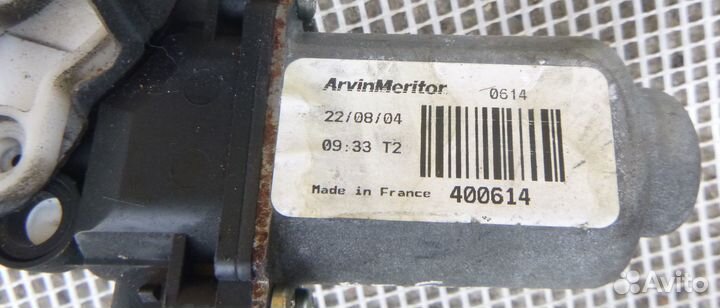 ArvinMeritor 0614
22/08/04
09:33 T2
Made in France 400614
Avito